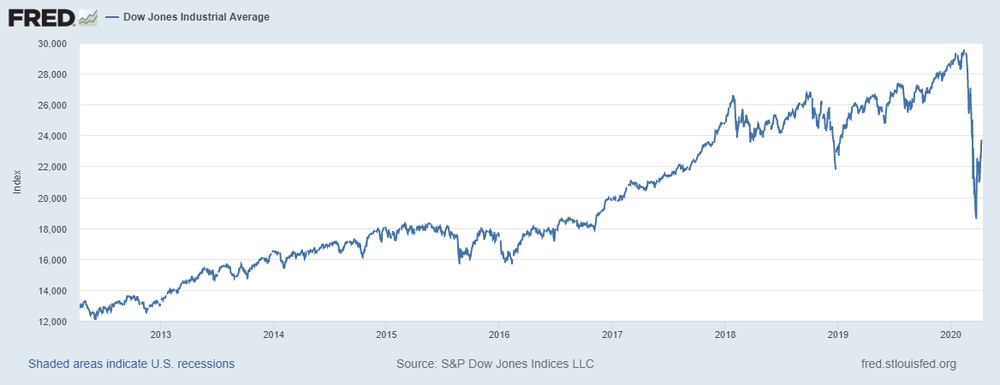 FRED
Dow Jones Industrial Average
30,000
28,000
26,000
24,000
22,000
20,000
18,000
16,000
14,000
12,000
Index
2013 2014 2015 2016 2017 2018 2019 2020
Shaded areas indicate U.S. recessions Source: S&P Dow Jones Indices LLC fred.stlouisfed.org